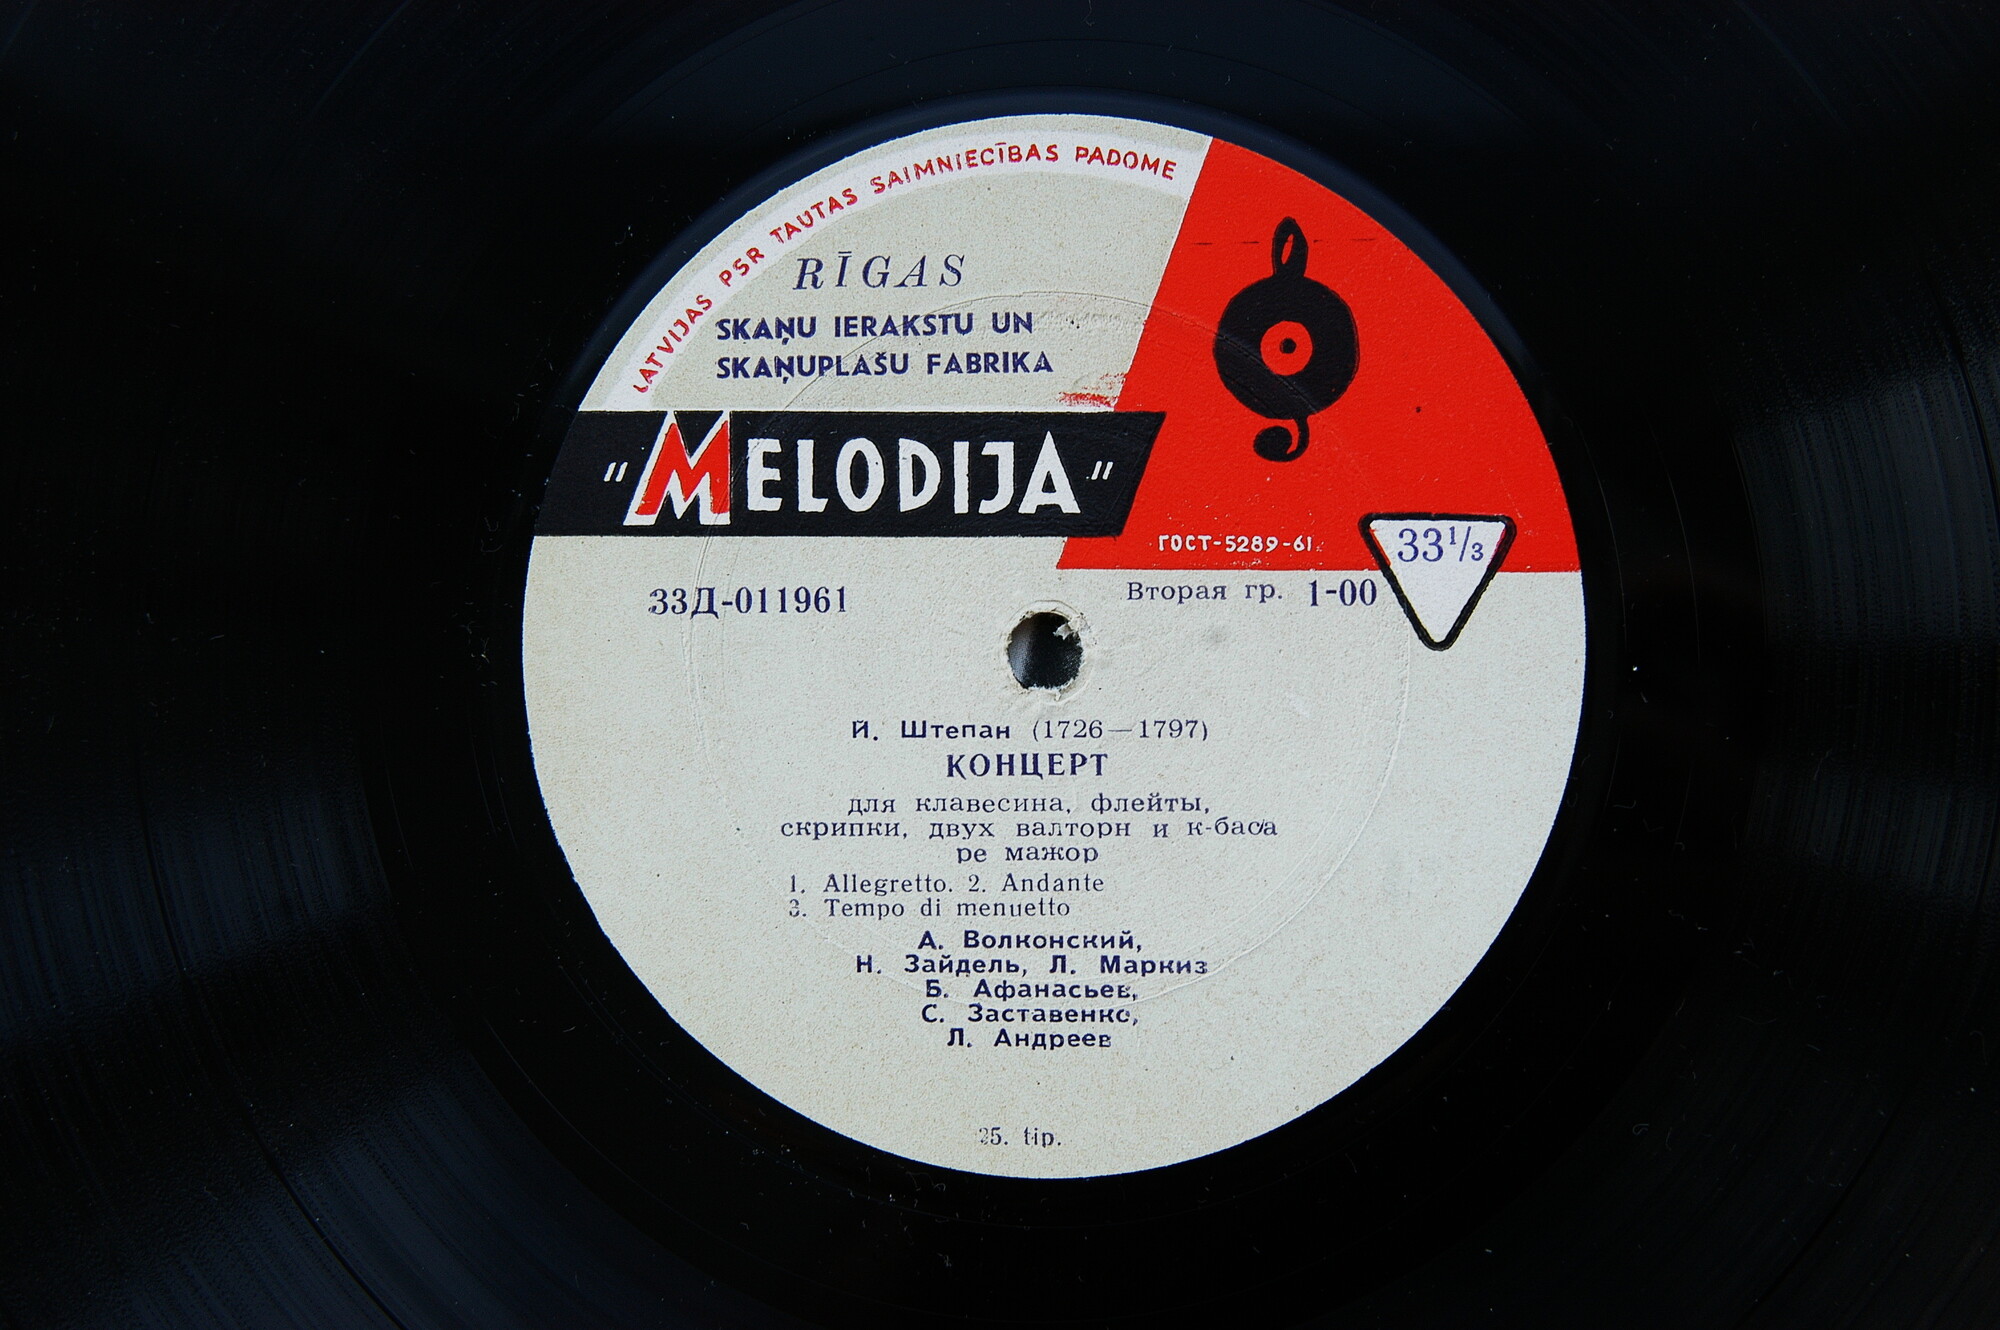 LATVIJAS PSR TAUTAS SAIMNIECĪBAS PADOME
RĪGAS
SKAŅU IERAKSTU UN
SKAŅUPLAŠU FABRIKA
"MELODIJA"
ГОСТ-5289-61
33 1/3
33Д-011961
Вторая гр. 1-00
Й. Штепан (1726—1797)
КОНЦЕРТ
для клавесина, флейты,
скрипки, двух валторн и к-баса
ре мажор
1. Allegretto. 2. Andante
3. Tempo di menuetto
А. Волконский,
Н. Зайдель, Л. Маркиз
Б. Афанасьев,
С. Заставенко,
Л. Андреев
25. tip.